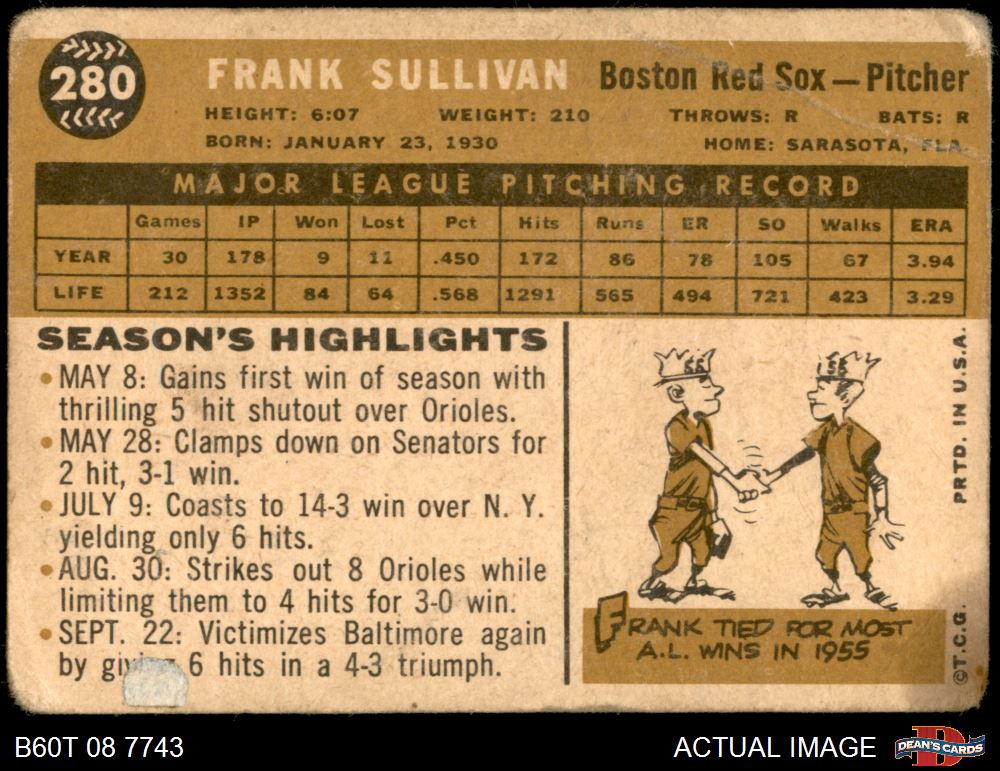 280
FRANK SULLIVAN Boston Red Sox — Pitcher
HEIGHT: 6:07 WEIGHT: 210 THROWS: R BATS: R
BORN: JANUARY 23, 1930 HOME: SARASOTA, FLA.
MAJOR LEAGUE PITCHING RECORD
Games IP Won Lost Pct Hits Runs ER SO Walks ERA
YEAR 30 178 9 11 .450 172 86 78 105 67 3.94
LIFE 212 1352 84 64 .568 1291 565 494 721 423 3.29
SEASON'S HIGHLIGHTS
• MAY 8: Gains first win of season with
thrilling 5 hit shutout over Orioles.
• MAY 28: Clamps down on Senators for
2 hit, 3-1 win.
• JULY 9: Coasts to 14-3 win over N. Y.
yielding only 6 hits.
• AUG. 30: Strikes out 8 Orioles while
limiting them to 4 hits for 3-0 win.
• SEPT. 22: Victimizes Baltimore again
by 6 hits in a 4-3 triumph.
FRANK TIED FOR MOST
A.L. WINS IN 1955
©T.C.G. PRTD. IN U.S.A.
B60T 08 7743 ACTUAL IMAGE
DEAN'S CARDS